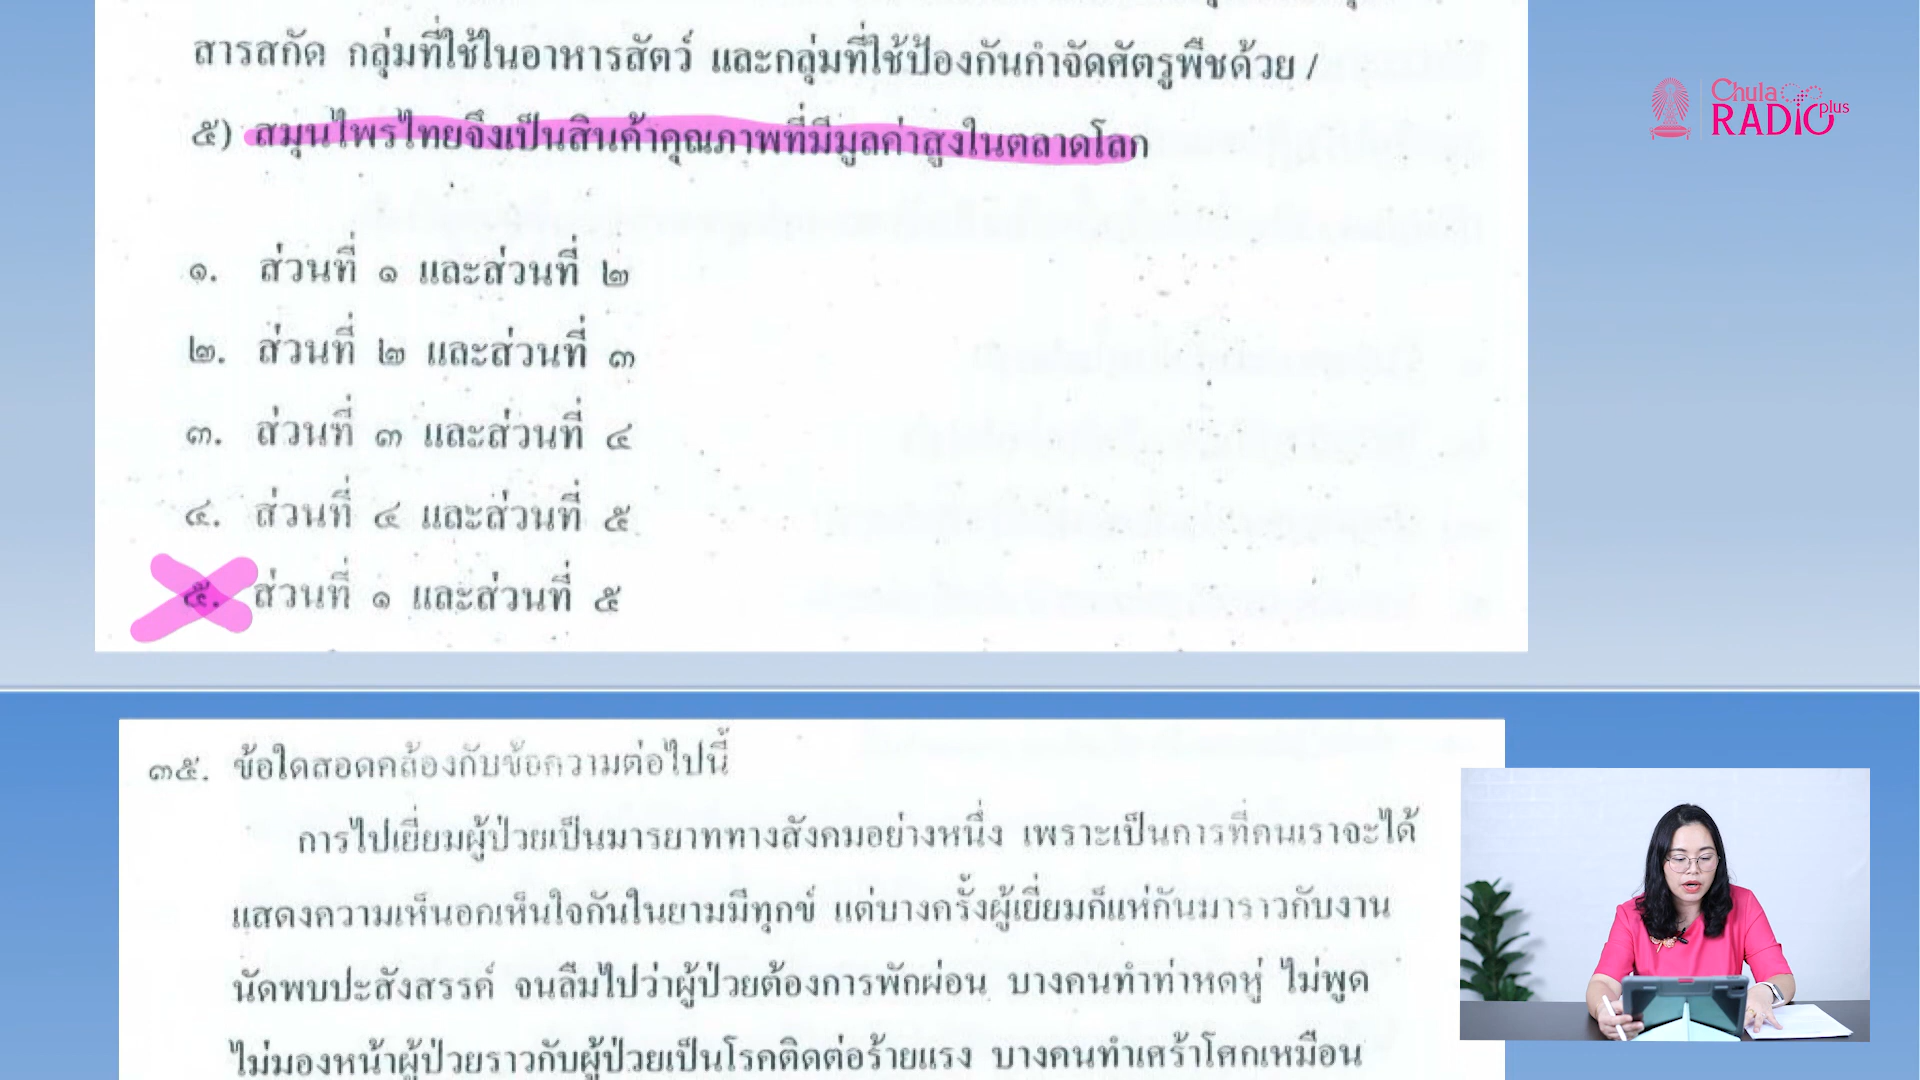 สารสกัด กลุ่มที่ใช้ในอาหารสัตว์ และกลุ่มที่ใช้ป้องกันกำจัดศัตรูพืชด้วย /
๕) สมุนไพรไทยจึงเป็นสินค้าคุณภาพที่มีมูลค่าสูงในตลาดโลก
Chula
RADIO plus
๑. ส่วนที่ ๑ และส่วนที่ ๒
๒. ส่วนที่ ๒ และส่วนที่ ๓
๓. ส่วนที่ ๓ และส่วนที่ ๔
๔. ส่วนที่ ๔ และส่วนที่ ๕
๕. ส่วนที่ ๑ และส่วนที่ ๕
๓๕. ข้อใดสอดคล้องกับข้อความต่อไปนี้
การไปเยี่ยมผู้ป่วยเป็นมารยาททางสังคมอย่างหนึ่ง เพราะเป็นการที่คนเราจะได้
แสดงความเห็นอกเห็นใจกันในยามมีทุกข์ แต่บางครั้งผู้เยี่ยมก็แห่กันมาราวกับงาน
นัดพบปะสังสรรค์ จนลืมไปว่าผู้ป่วยต้องการพักผ่อน บางคนทำท่าหดหู่ ไม่พูด
ไม่มองหน้าผู้ป่วยราวกับผู้ป่วยเป็นโรคติดต่อร้ายแรง บางคนทำเศร้าโศกเหมือน